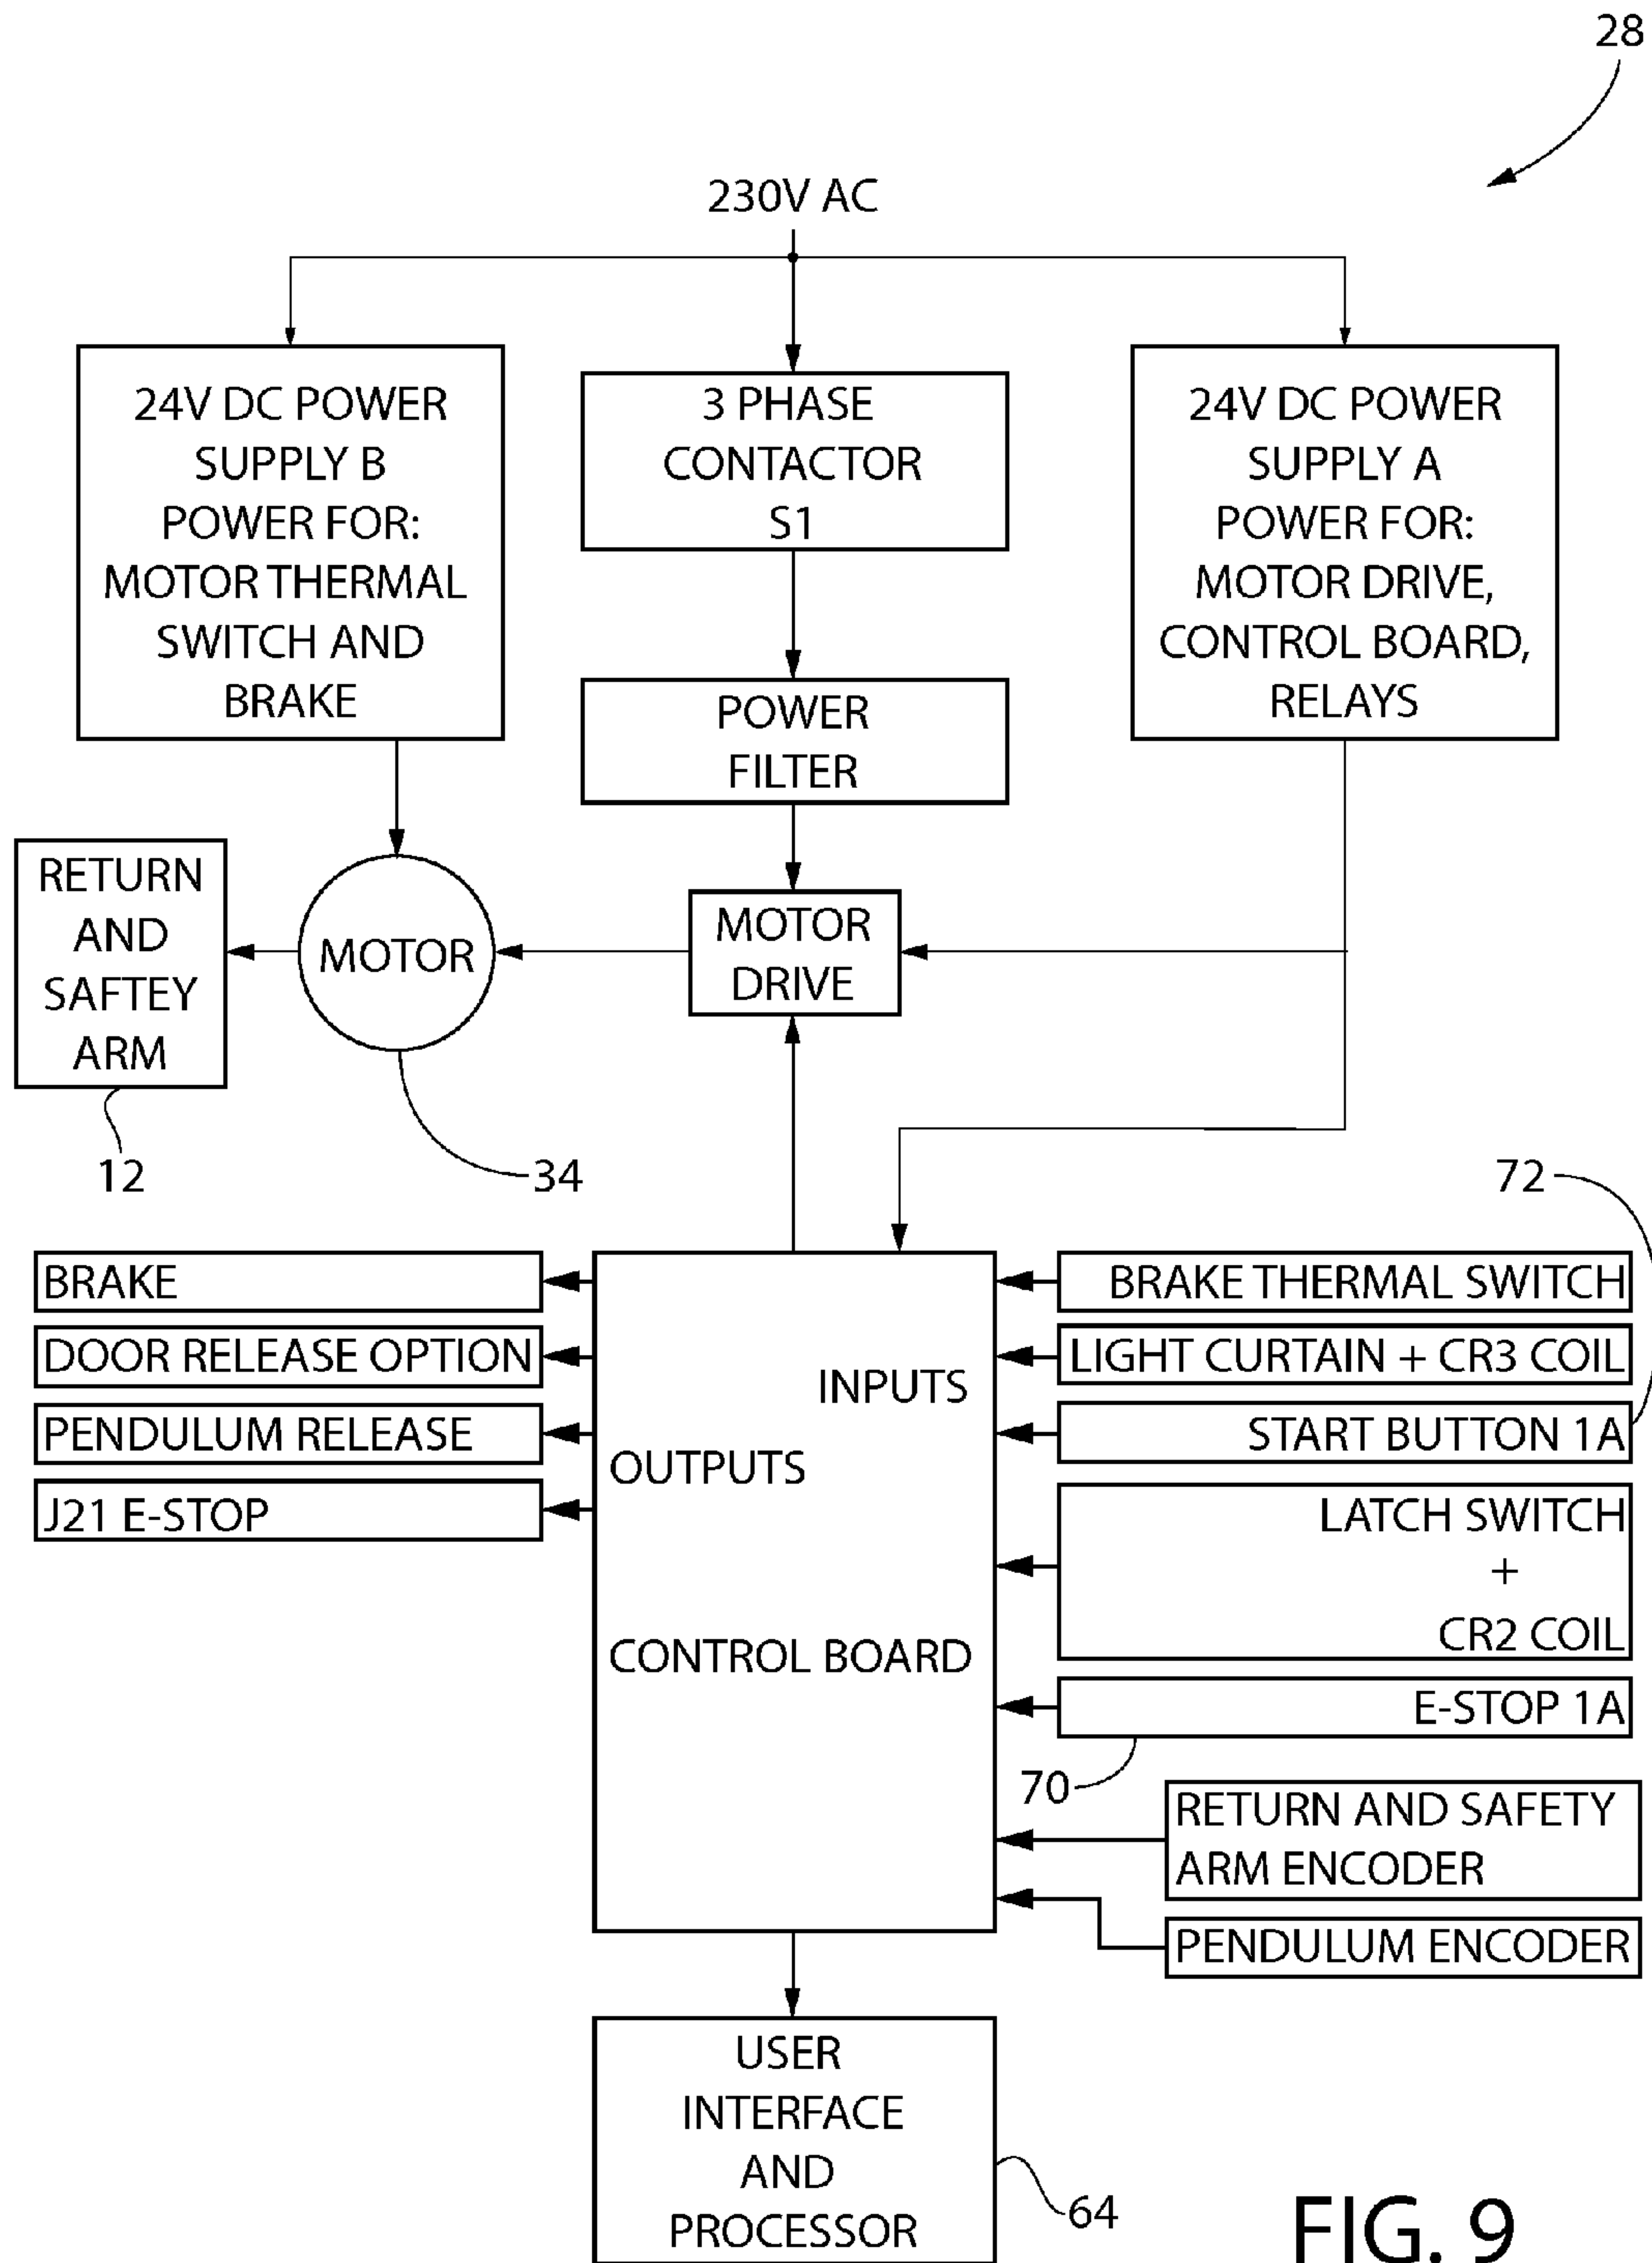 28
230V AC
24V DC POWER
SUPPLY B
POWER FOR:
MOTOR THERMAL
SWITCH AND
BRAKE
3 PHASE
CONTACTOR
S1
24V DC POWER
SUPPLY A
POWER FOR:
MOTOR DRIVE,
CONTROL BOARD,
RELAYS
POWER
FILTER
RETURN
AND
SAFTEY
ARM
MOTOR
MOTOR
DRIVE
12
34
72
BRAKE
DOOR RELEASE OPTION
PENDULUM RELEASE
J21 E-STOP
INPUTS
OUTPUTS
CONTROL BOARD
BRAKE THERMAL SWITCH
LIGHT CURTAIN + CR3 COIL
START BUTTON 1A
LATCH SWITCH
+
CR2 COIL
E-STOP 1A
70
RETURN AND SAFETY
ARM ENCODER
PENDULUM ENCODER
USER
INTERFACE
AND
PROCESSOR
64
FIG. 9